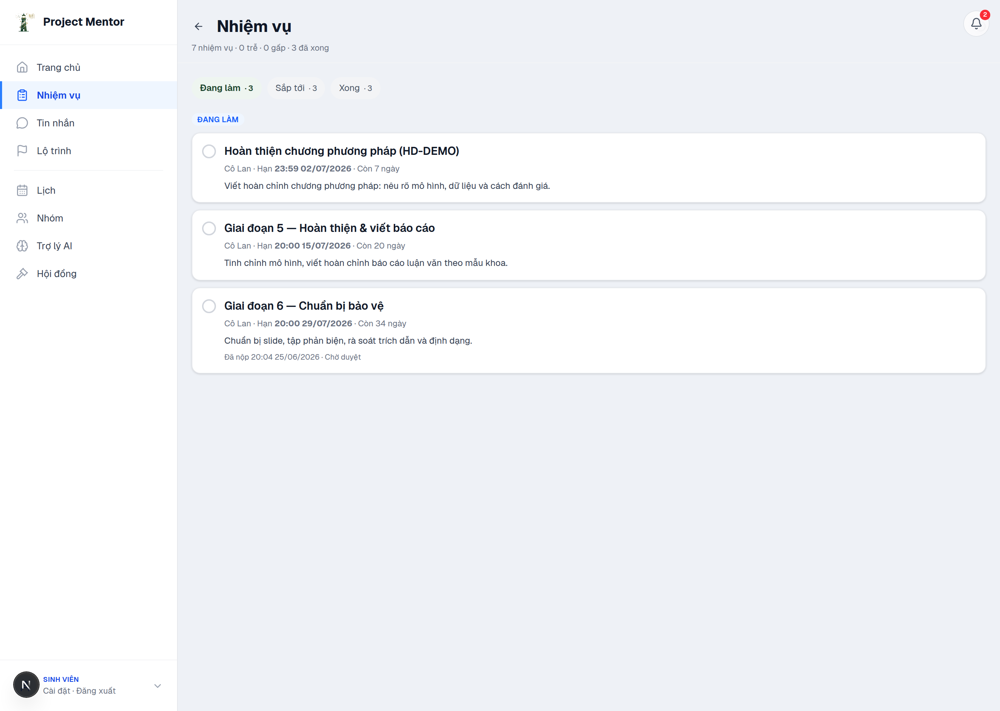 Project Mentor
Trang chủ
Nhiệm vụ
Tin nhắn
Lộ trình
Lịch
Nhóm
Trợ lý AI
Hội đồng
N
SINH VIÊN
Cài đặt · Đăng xuất
Nhiệm vụ
2
7 nhiệm vụ · 0 trễ · 0 gấp · 3 đã xong
Đang làm · 3
Sắp tới · 3
Xong · 3
ĐANG LÀM
Hoàn thiện chương phương pháp (HD-DEMO)
Cô Lan · Hạn 23:59 02/07/2026 · Còn 7 ngày
Viết hoàn chỉnh chương phương pháp: nêu rõ mô hình, dữ liệu và cách đánh giá.
Giai đoạn 5 — Hoàn thiện & viết báo cáo
Cô Lan · Hạn 20:00 15/07/2026 · Còn 20 ngày
Tinh chỉnh mô hình, viết hoàn chỉnh báo cáo luận văn theo mẫu khoa.
Giai đoạn 6 — Chuẩn bị bảo vệ
Cô Lan · Hạn 20:00 29/07/2026 · Còn 34 ngày
Chuẩn bị slide, tập phản biện, rà soát trích dẫn và định dạng.
Đã nộp 20:04 25/06/2026 · Chờ duyệt